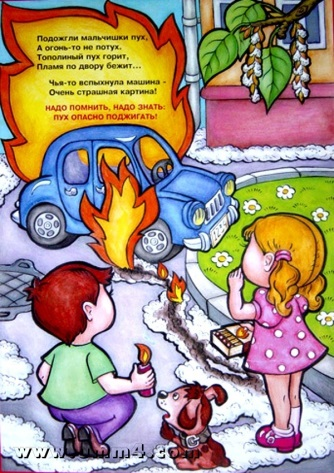 Подожгли мальчишки пух,
А огонь-то не потух.
Тополиный пух горит,
Пламя по двору бежит...
Чья-то вспыхнула машина -
Очень страшная картина!
НАДО ПОМНИТЬ, НАДО ЗНАТЬ:
ПУХ ОПАСНО ПОДЖИГАТЬ!